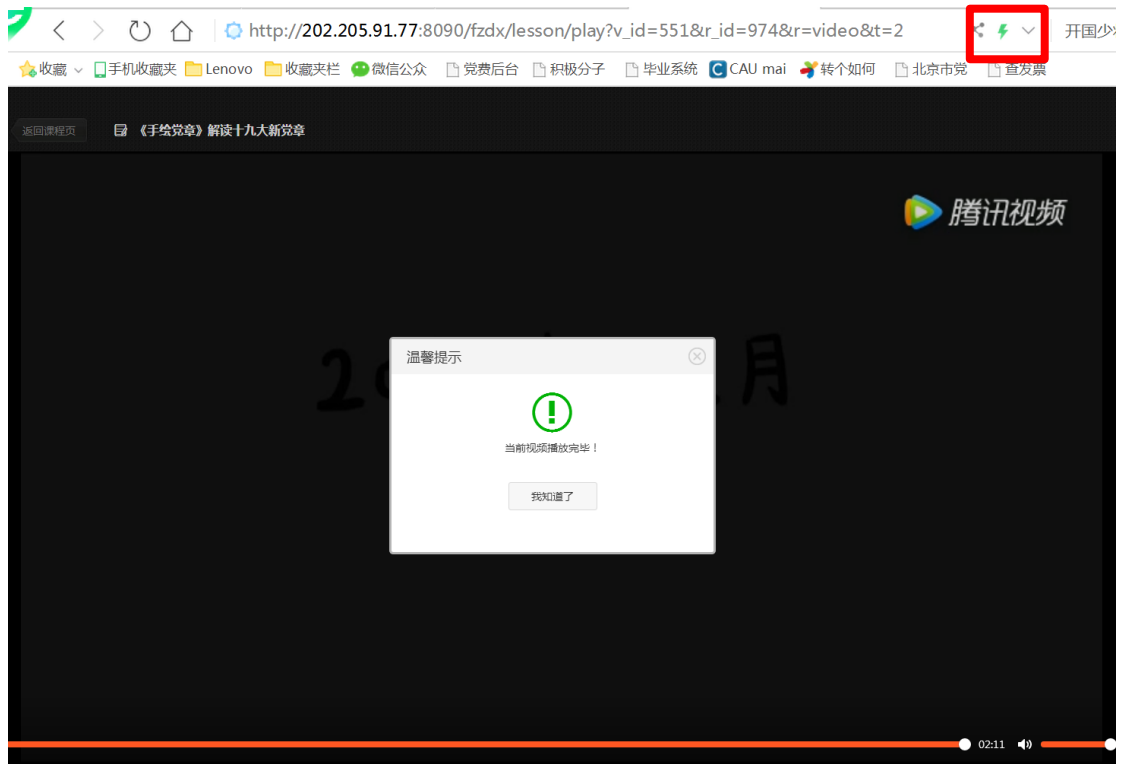 http://202.205.91.77:8090/fzdx/lesson/play?v_id=551&r_id=974&r=video&t=2
开国少
收藏 手机收藏夹 Lenovo 收藏夹栏 微信公众 党费后台 积极分子 毕业系统 CAU mai 转个如何 北京市党 查发票
返回课程页 《手绘党章》解读十九大新党章
腾讯视频
20 月
温馨提示
当前视频播放完毕！
我知道了
02:11